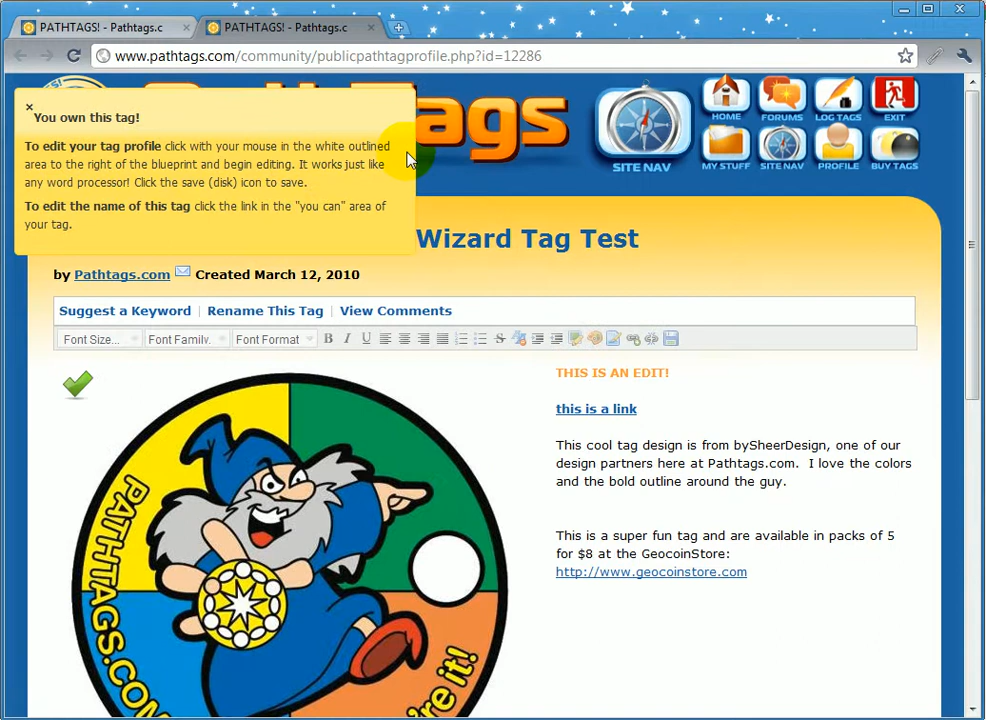 PATHTAGS! - Pathtags.c
PATHTAGS! - Pathtags.c
www.pathtags.com/community/publicpathtagprofile.php?id=12286
You own this tag!
To edit your tag profile click with your mouse in the white outlined
area to the right of the blueprint and begin editing. It works just like
any word processor! Click the save (disk) icon to save.
To edit the name of this tag click the link in the "you can" area of
your tag.
ags
SITE NAV
HOME
FORUMS
LOG TAGS
EXIT
MY STUFF
SITE NAV
PROFILE
BUY TAGS
Wizard Tag Test
by Pathtags.com Created March 12, 2010
Suggest a Keyword | Rename This Tag | View Comments
Font Size... Font Family. Font Format B I U S
THIS IS AN EDIT!
this is a link
This cool tag design is from bySheerDesign, one of our
design partners here at Pathtags.com. I love the colors
and the bold outline around the guy.
This is a super fun tag and are available in packs of 5
for $8 at the GeocoinStore:
http://www.geocoinstore.com
PATHTAGS.COM
're it!